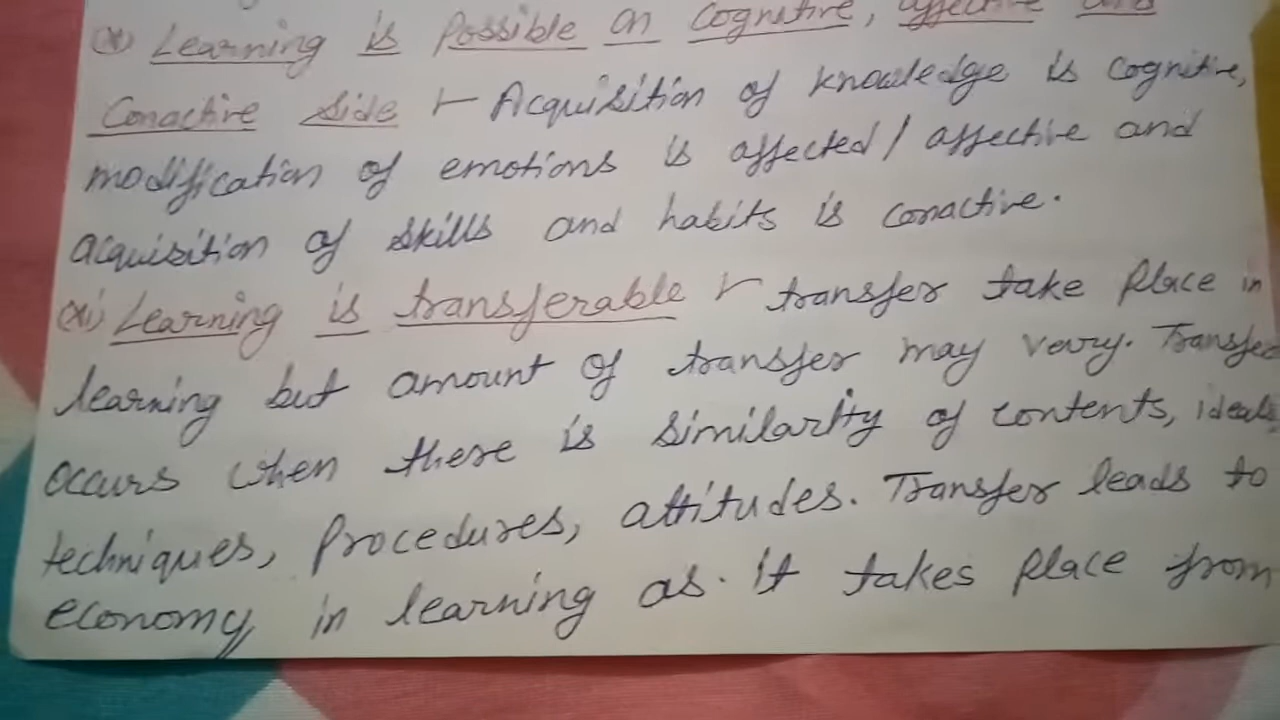 (x) Learning is Possible on Cognitive, affective and
Conactive Side :- Acquisition of knowledge is cognitive,
modification of emotions is affected / affective and
acquisition of skills and habits is conactive.
(xi) Learning is transferable :- transfer take place in
learning but amount of transfer may vary. Transfer
occurs when there is similarity of contents, ideals,
techniques, Procedures, attitudes. Transfer leads to
economy in learning as it takes place from